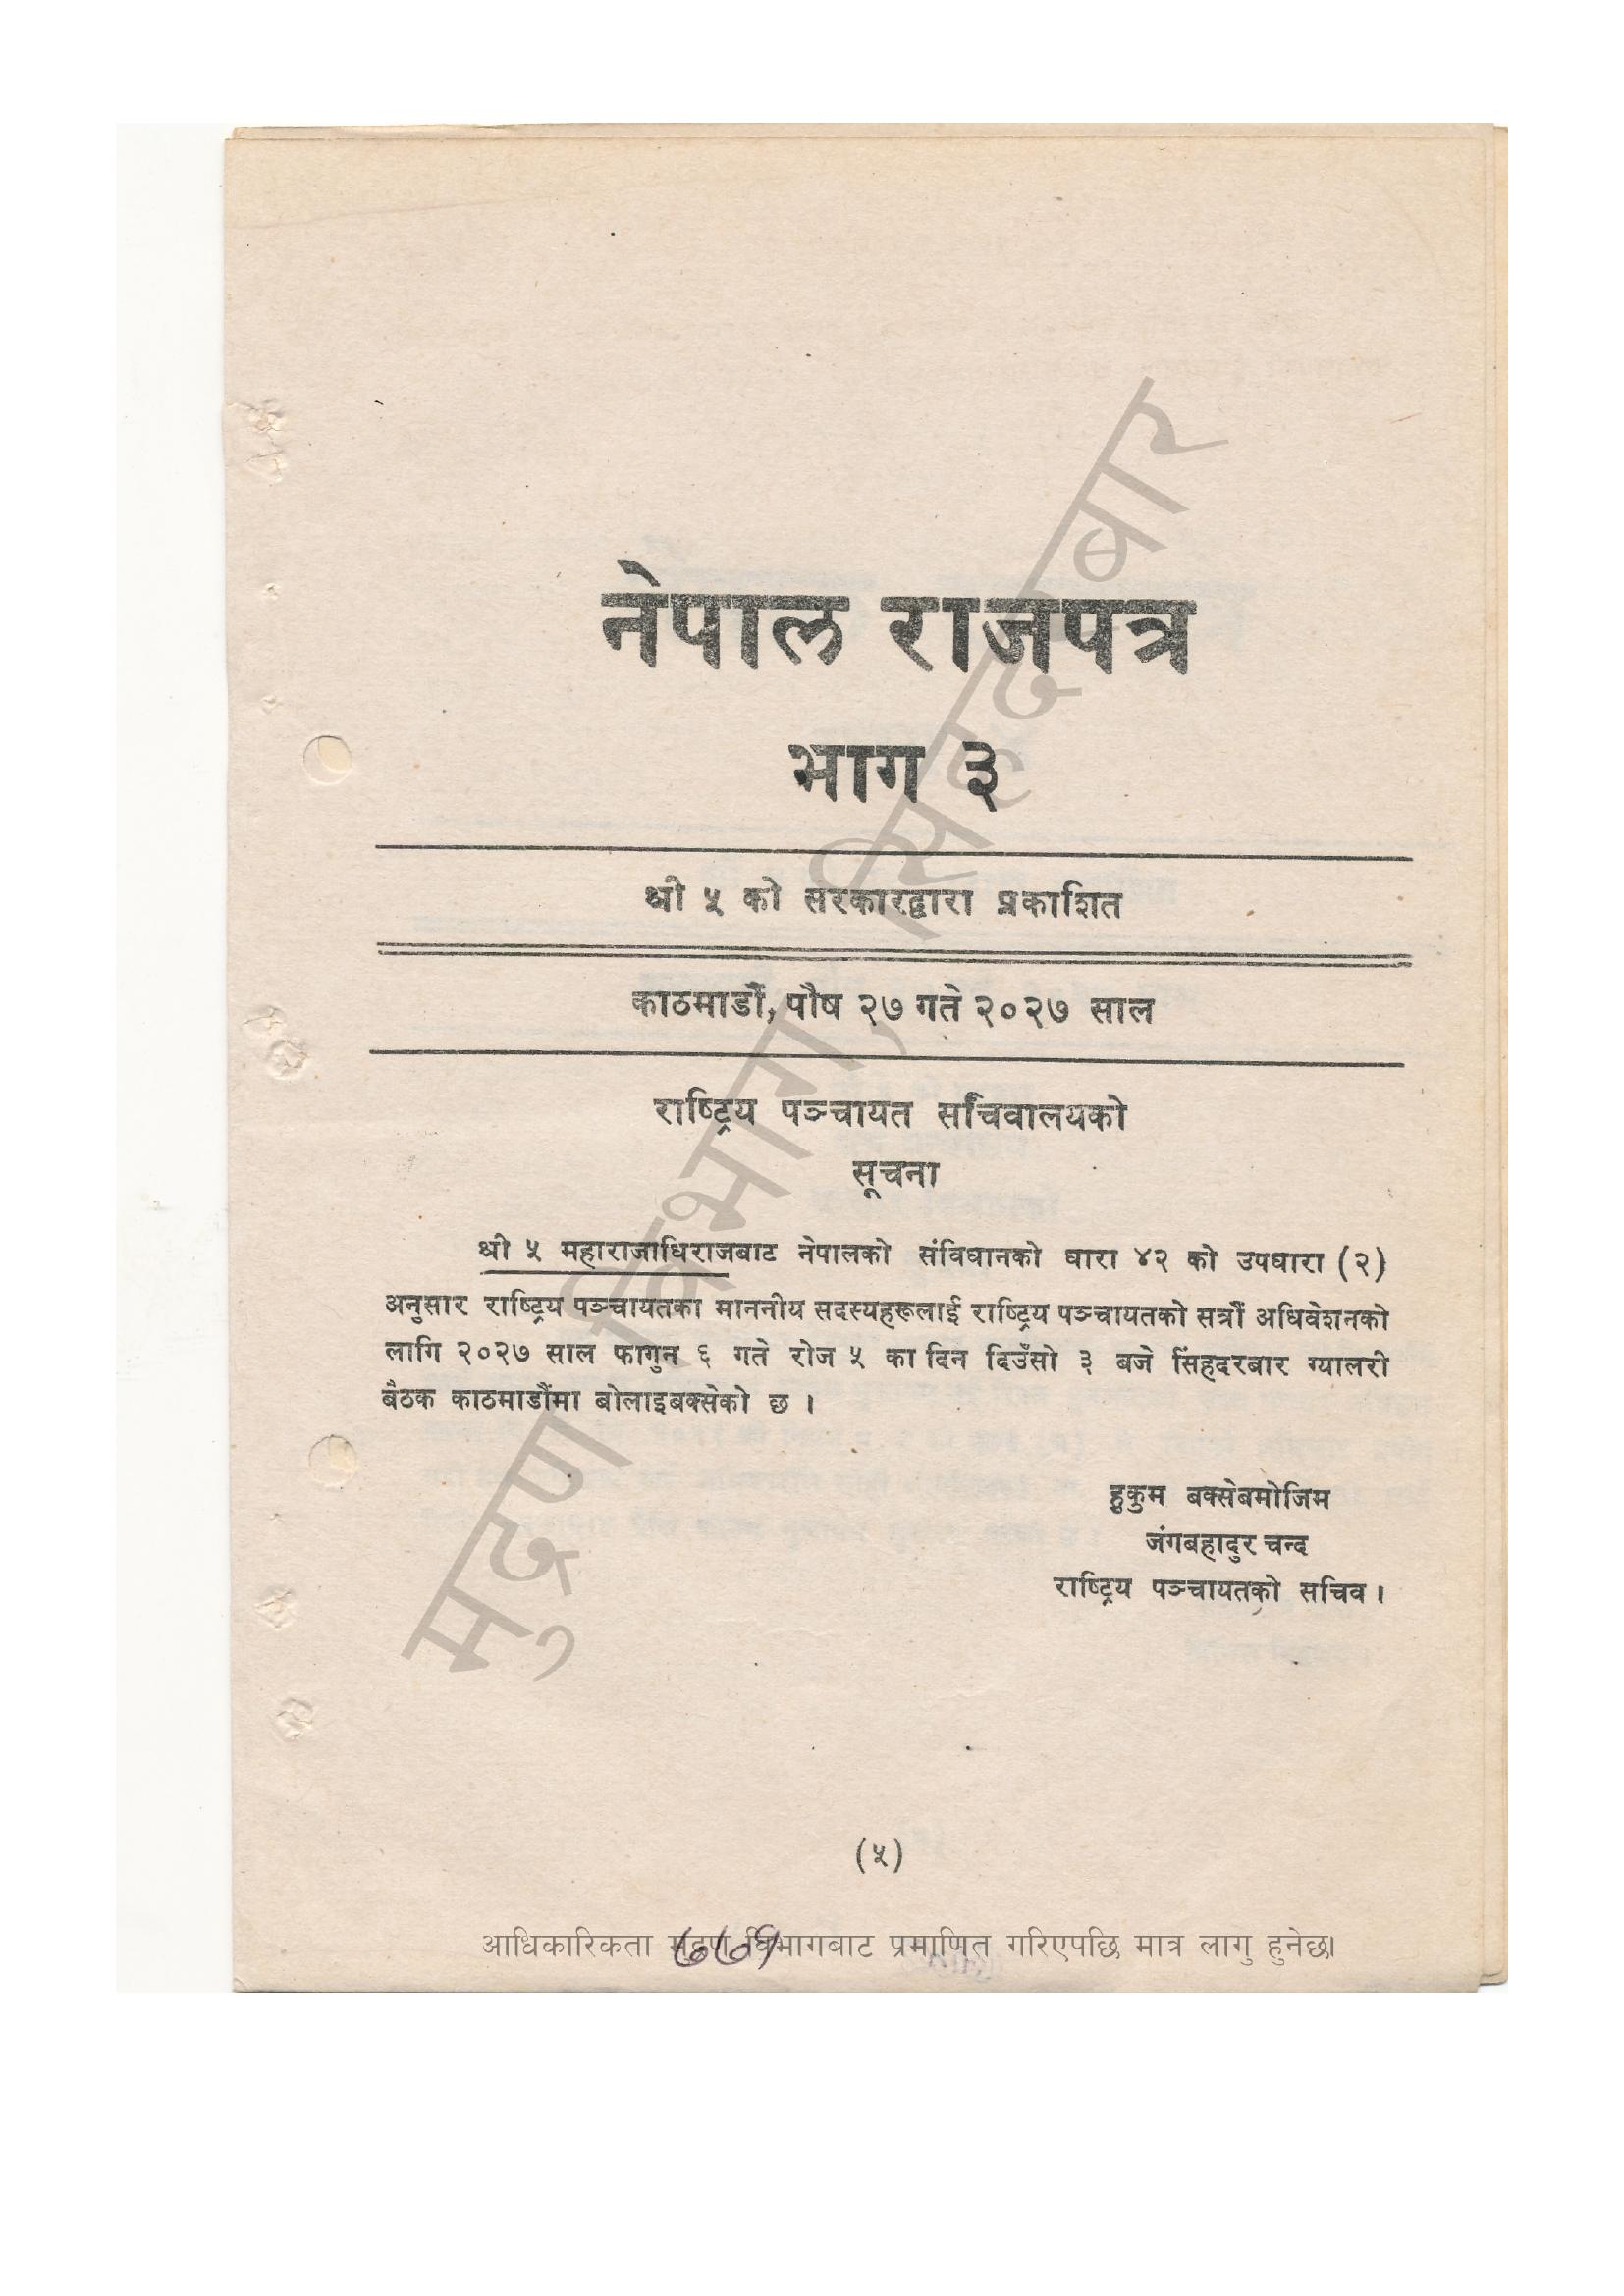 नेपाल राजपत्र
भाग ३
श्री ५ को सरकारद्वारा प्रकाशित
काठमाडौं, पौष २७ गते २०२७ साल
राष्ट्रिय पञ्चायत सचिवालयको
सूचना
श्री ५ महाराजाधिराजबाट नेपालको संविधानको धारा ४२ को उपधारा (२)
अनुसार राष्ट्रिय पञ्चायतका माननीय सदस्यहरूलाई राष्ट्रिय पञ्चायतको सत्रौं अधिवेशनको
लागि २०२७ साल फागुन ६ गते रोज ५ का दिन दिउँसो ३ बजे सिंहदरबार ग्यालरी
बैठक काठमाडौंमा बोलाइबक्सेको छ ।
हुकुम बक्सेबमोजिम
जंगबहादुर चन्द
राष्ट्रिय पञ्चायतको सचिव ।
मुद्रण विभाग, सिंहदरबार
(५)
आधिकारिकता मुद्रण विभागबाट प्रमाणित गरिएपछि मात्र लागु हुनेछ।